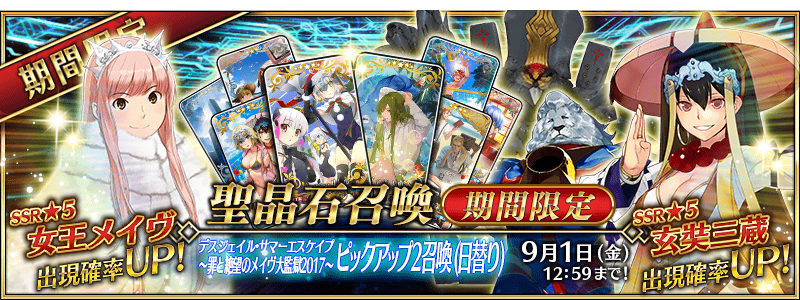 期間限定
聖晶石召喚
期間限定
デスジェイル・サマーエスケイプ
~罪と絶望のメイヴ大監獄2017~
ピックアップ2召喚(日替り)
9月1日(金)
12:59まで!
SSR★5
女王メイヴ
出現確率UP!
SSR★5
玄奘三蔵
出現確率UP!